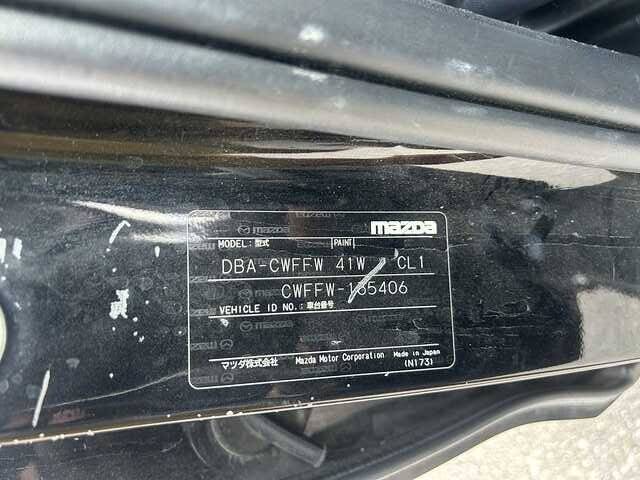 mazda
MODEL:型式 PAINT
DBA-CWFFW 41W CL1
CWFFW-165406
VEHICLE ID NO.:車台番号
マツダ株式会社 Mazda Motor Corporation Made in Japan
(N173)